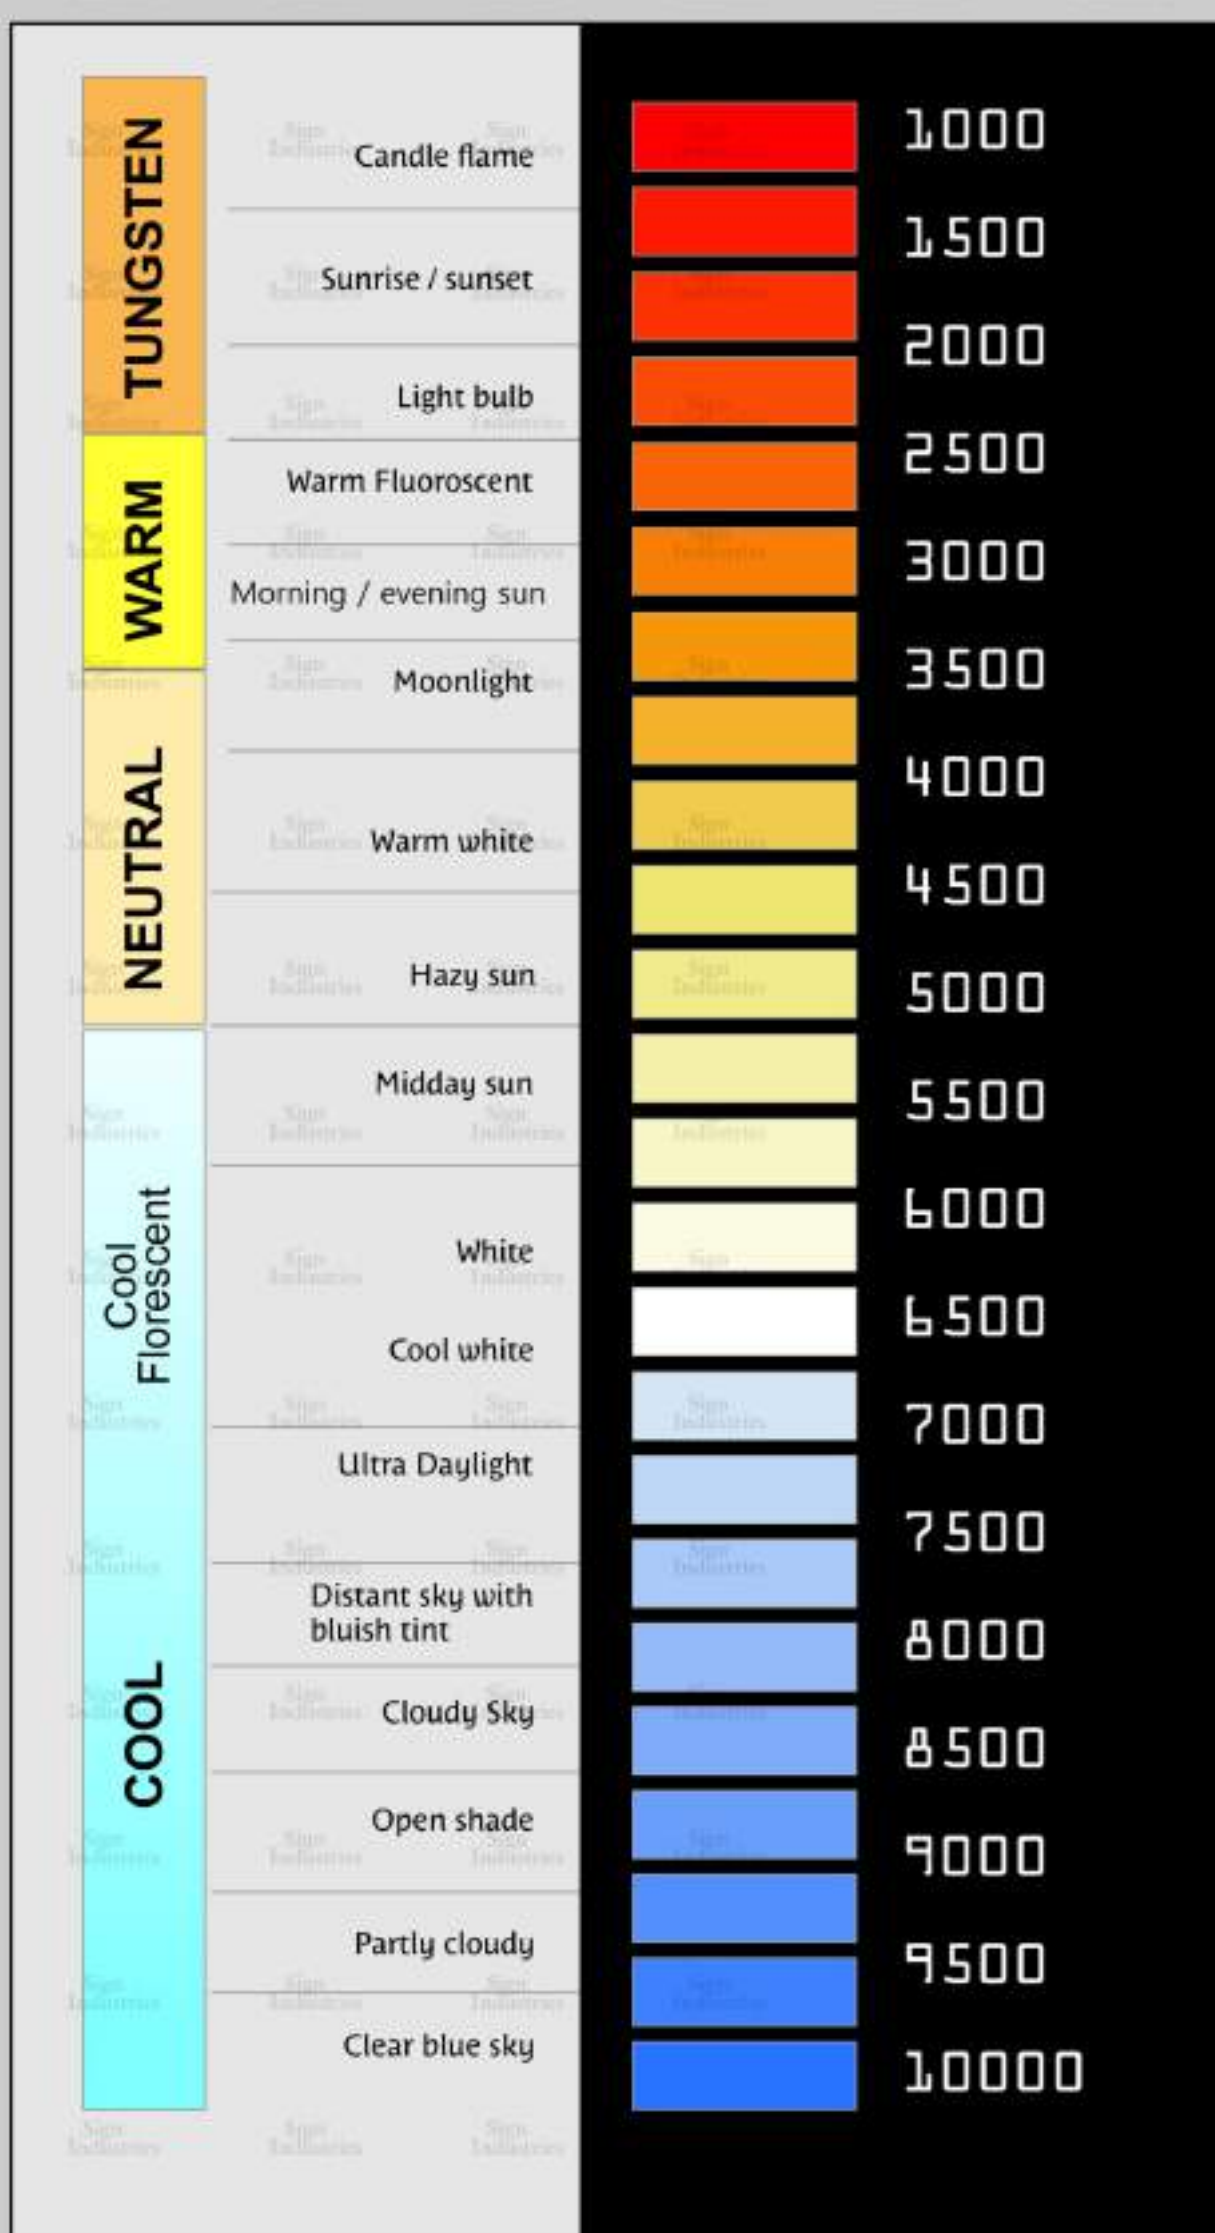 TUNGSTEN
WARM
NEUTRAL
Cool
Florescent
COOL
Candle flame
Sunrise / sunset
Light bulb
Warm Fluoroscent
Morning / evening sun
Moonlight
Warm white
Hazy sun
Midday sun
White
Cool white
Ultra Daylight
Distant sky with
bluish tint
Cloudy Sky
Open shade
Partly cloudy
Clear blue sky
1000
1500
2000
2500
3000
3500
4000
4500
5000
5500
6000
6500
7000
7500
8000
8500
9000
9500
10000
Sign
Industries